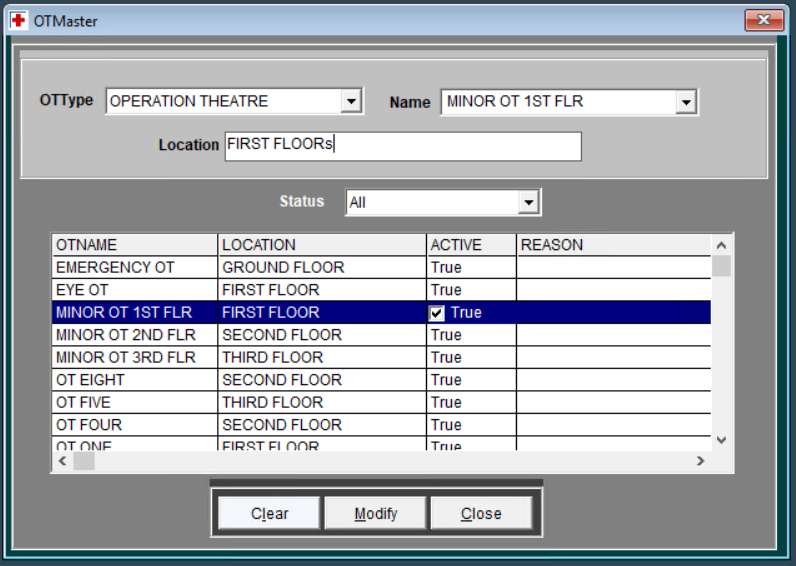 OTMaster
OTType OPERATION THEATRE Name MINOR OT 1ST FLR
Location FIRST FLOORs
Status All
OTNAME LOCATION ACTIVE REASON
EMERGENCY OT GROUND FLOOR True
EYE OT FIRST FLOOR True
MINOR OT 1ST FLR FIRST FLOOR True
MINOR OT 2ND FLR SECOND FLOOR True
MINOR OT 3RD FLR THIRD FLOOR True
OT EIGHT SECOND FLOOR True
OT FIVE THIRD FLOOR True
OT FOUR SECOND FLOOR True
OT ONE FIRST FLOOR True
Clear Modify Close